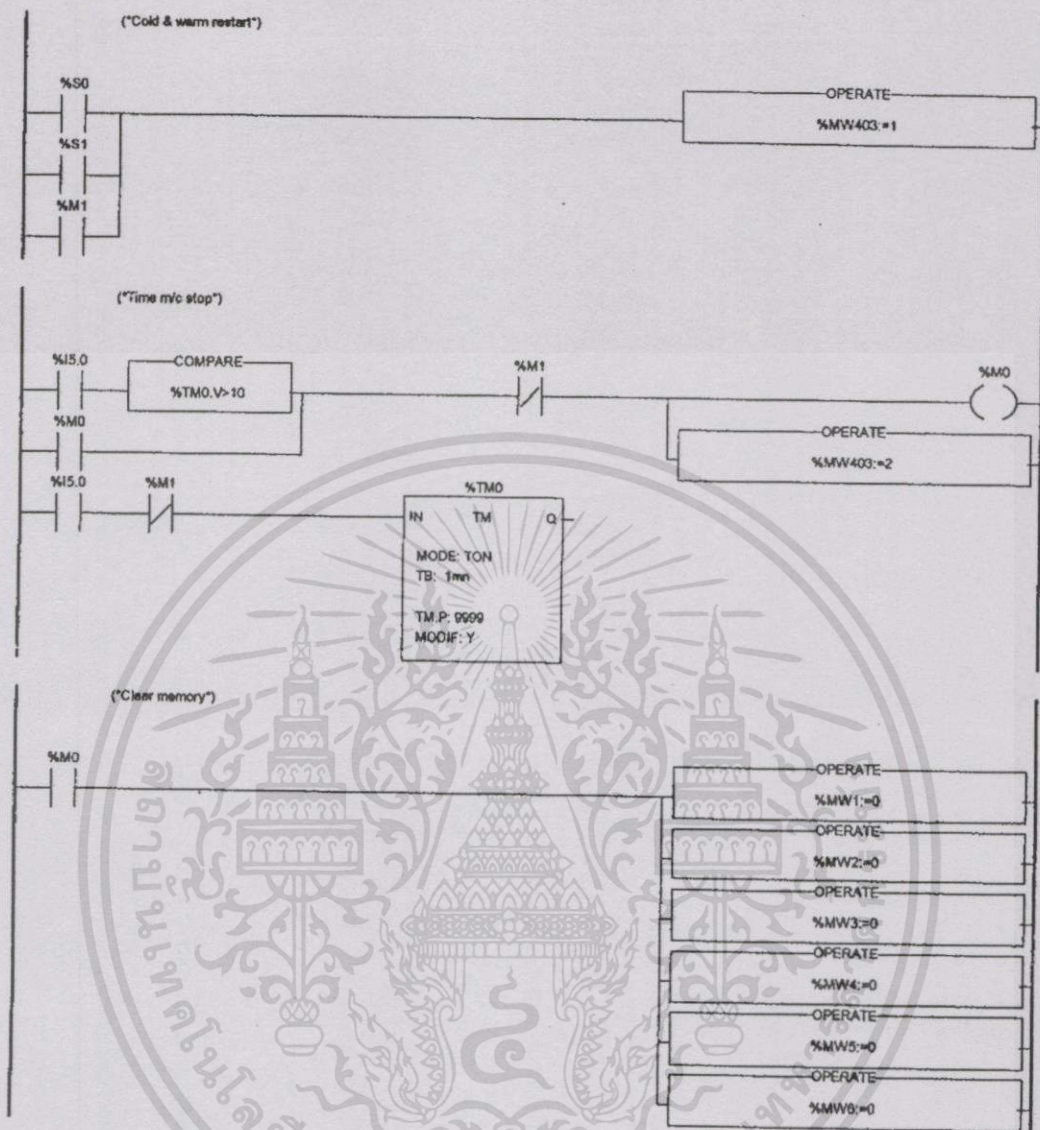 ("Cold & warm restart")
%S0
OPERATE
%MW403:=1
%S1
%M1
("Time m/c stop")
%I5.0
COMPARE
%TM0.V>10
%M1
%M0
%M0
OPERATE
%MW403:=2
%I5.0
%M1
%TM0
IN TM Q
MODE: TON
TB: 1mn
TM.P: 9999
MODIF: Y
("Clear memory")
%M0
OPERATE
%MW1:=0
OPERATE
%MW2:=0
OPERATE
%MW3:=0
OPERATE
%MW4:=0
OPERATE
%MW5:=0
OPERATE
%MW6:=0